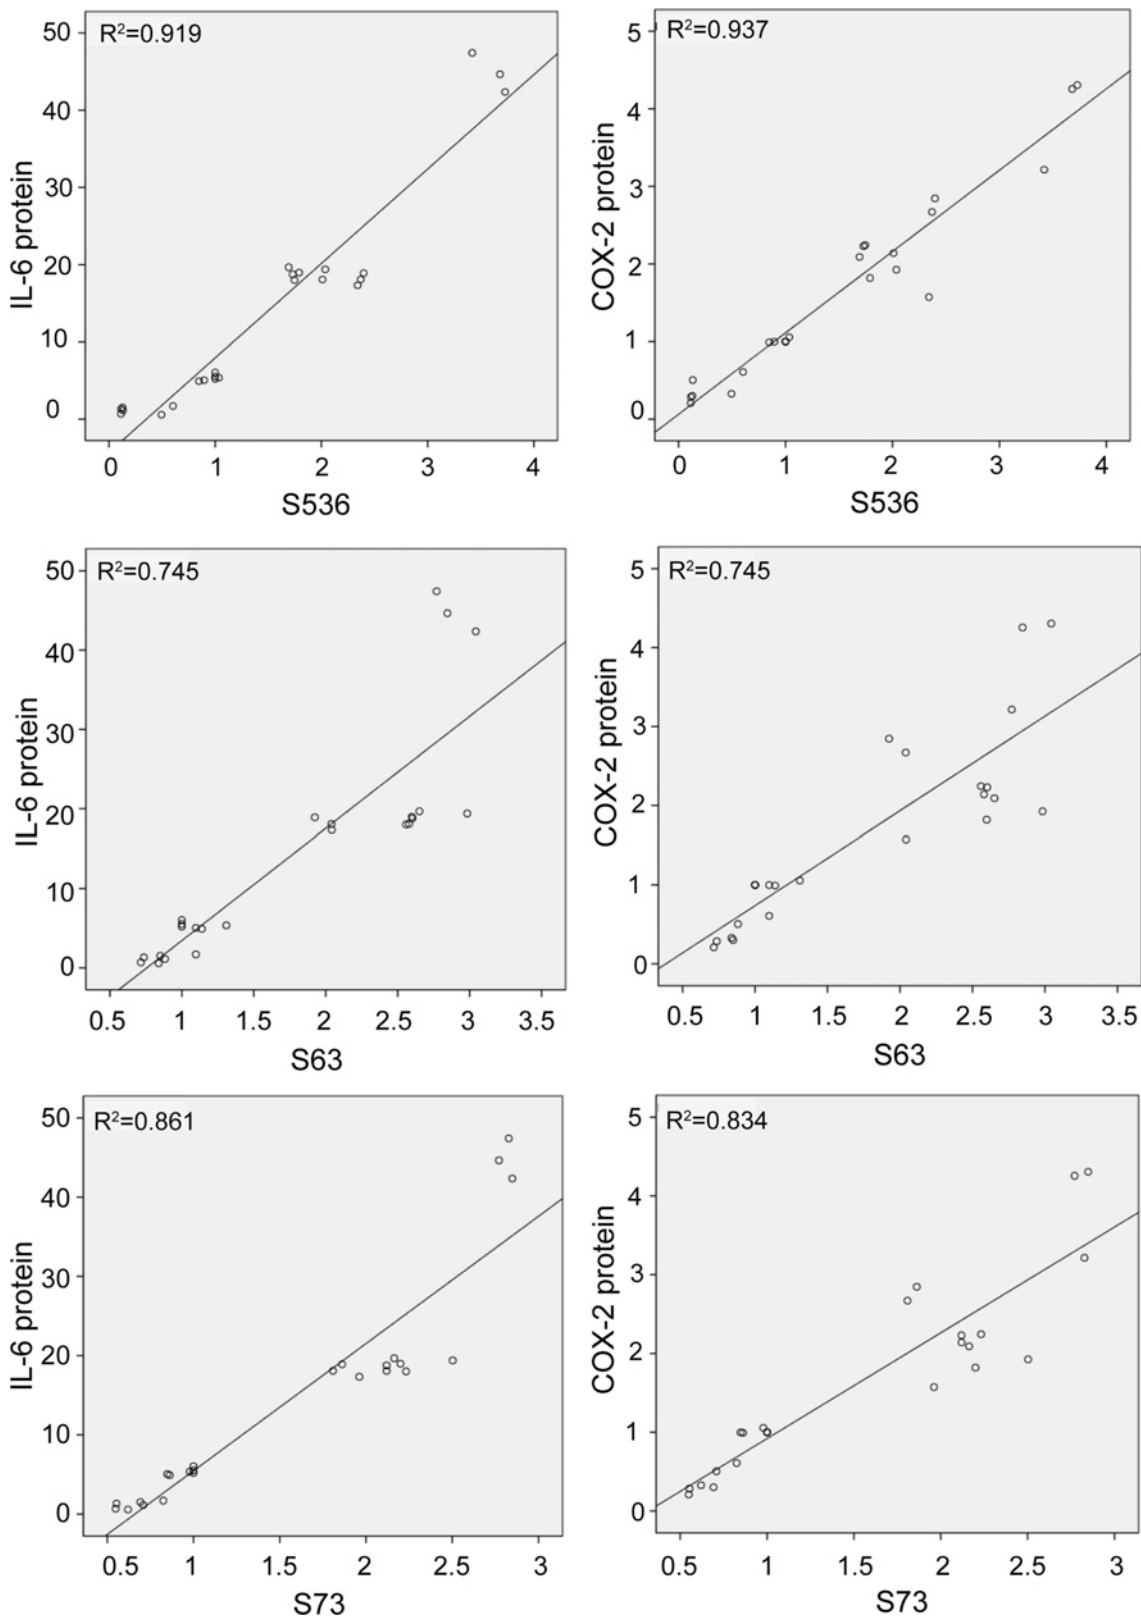 R²=0.919
IL-6 protein
50
40
30
20
10
0
0 1 2 3 4
S536
R²=0.937
COX-2 protein
5
4
3
2
1
0
0 1 2 3 4
S536
R²=0.745
IL-6 protein
50
40
30
20
10
0
0.5 1 1.5 2 2.5 3 3.5
S63
R²=0.745
COX-2 protein
5
4
3
2
1
0
0.5 1 1.5 2 2.5 3 3.5
S63
R²=0.861
IL-6 protein
50
40
30
20
10
0
0.5 1 1.5 2 2.5 3
S73
R²=0.834
COX-2 protein
5
4
3
2
1
0
0.5 1 1.5 2 2.5 3
S73